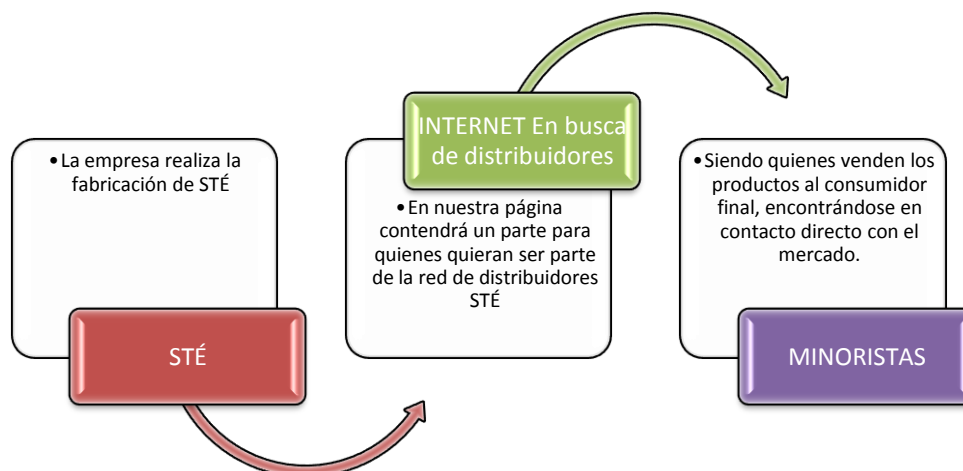 • La empresa realiza la
fabricación de STÉ
STÉ
INTERNET En busca
de distribuidores
• En nuestra página
contendrá un parte para
quienes quieran ser parte
de la red de distribuidores
STÉ
• Siendo quienes venden los
productos al consumidor
final, encontrándose en
contacto directo con el
mercado.
MINORISTAS